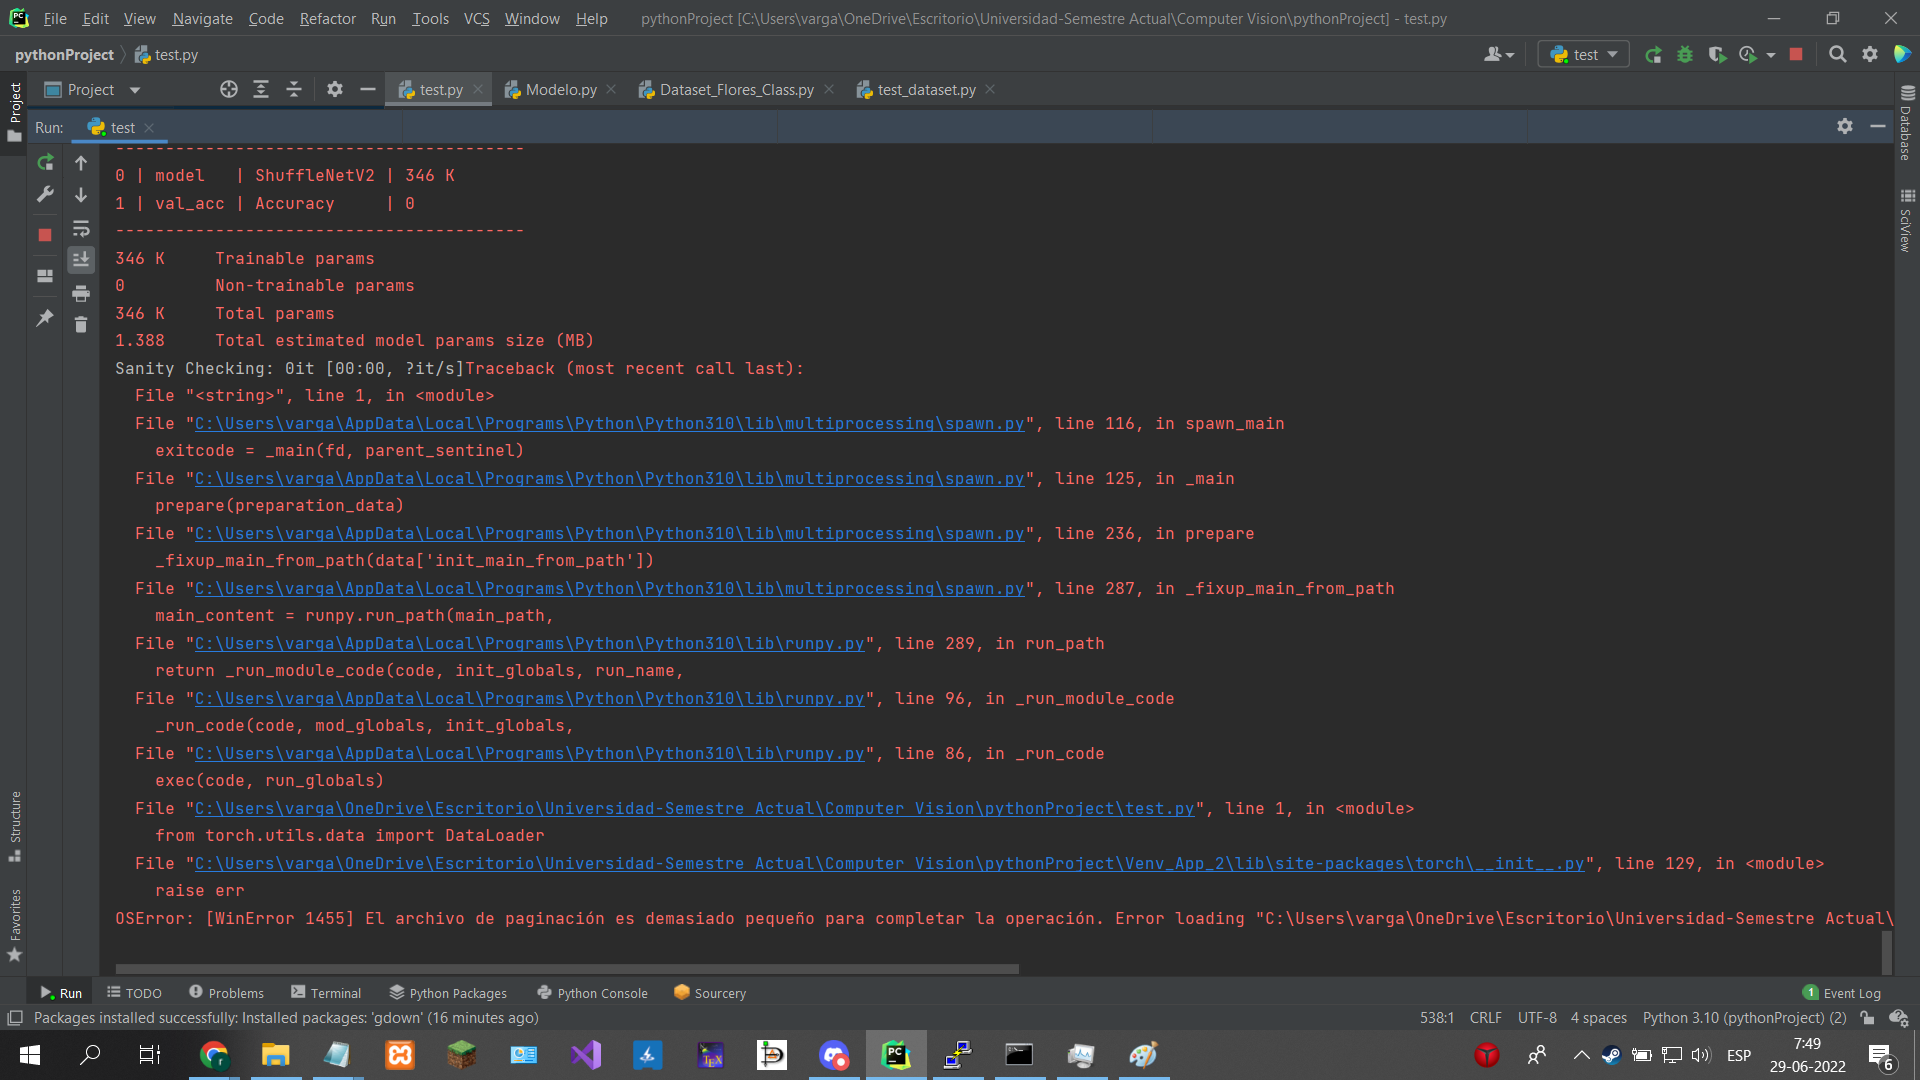 File Edit View Navigate Code Refactor Run Tools VCS Window Help pythonProject [C:\Users\varga\OneDrive\Escritorio\Universidad-Semestre Actual\Computer Vision\pythonProject] - test.py
pythonProject test.py test
Project test.py Modelo.py Dataset_Flores_Class.py test_dataset.py
Run: test
Project
Structure
Favorites
Database
SciView
----------------------------------------
0 | model   | ShuffleNetV2 | 346 K
1 | val_acc | Accuracy     | 0
-----------------------------------------
346 K     Trainable params
0         Non-trainable params
346 K     Total params
1.388     Total estimated model params size (MB)
Sanity Checking: 0it [00:00, ?it/s]Traceback (most recent call last):
  File "<string>", line 1, in <module>
  File "C:\Users\varga\AppData\Local\Programs\Python\Python310\lib\multiprocessing\spawn.py", line 116, in spawn_main
    exitcode = _main(fd, parent_sentinel)
  File "C:\Users\varga\AppData\Local\Programs\Python\Python310\lib\multiprocessing\spawn.py", line 125, in _main
    prepare(preparation_data)
  File "C:\Users\varga\AppData\Local\Programs\Python\Python310\lib\multiprocessing\spawn.py", line 236, in prepare
    _fixup_main_from_path(data['init_main_from_path'])
  File "C:\Users\varga\AppData\Local\Programs\Python\Python310\lib\multiprocessing\spawn.py", line 287, in _fixup_main_from_path
    main_content = runpy.run_path(main_path,
  File "C:\Users\varga\AppData\Local\Programs\Python\Python310\lib\runpy.py", line 289, in run_path
    return _run_module_code(code, init_globals, run_name,
  File "C:\Users\varga\AppData\Local\Programs\Python\Python310\lib\runpy.py", line 96, in _run_module_code
    _run_code(code, mod_globals, init_globals,
  File "C:\Users\varga\AppData\Local\Programs\Python\Python310\lib\runpy.py", line 86, in _run_code
    exec(code, run_globals)
  File "C:\Users\varga\OneDrive\Escritorio\Universidad-Semestre Actual\Computer Vision\pythonProject\test.py", line 1, in <module>
    from torch.utils.data import DataLoader
  File "C:\Users\varga\OneDrive\Escritorio\Universidad-Semestre Actual\Computer Vision\pythonProject\Venv_App_2\lib\site-packages\torch\__init__.py", line 129, in <module>
    raise err
OSError: [WinError 1455] El archivo de paginación es demasiado pequeño para completar la operación. Error loading "C:\Users\varga\OneDrive\Escritorio\Universidad-Semestre Actual\
Run TODO Problems Terminal Python Packages Python Console Sourcery 1 Event Log
Packages installed successfully: Installed packages: 'gdown' (16 minutes ago) 538:1 CRLF UTF-8 4 spaces Python 3.10 (pythonProject) (2)
ESP 7:49
29-06-2022 6